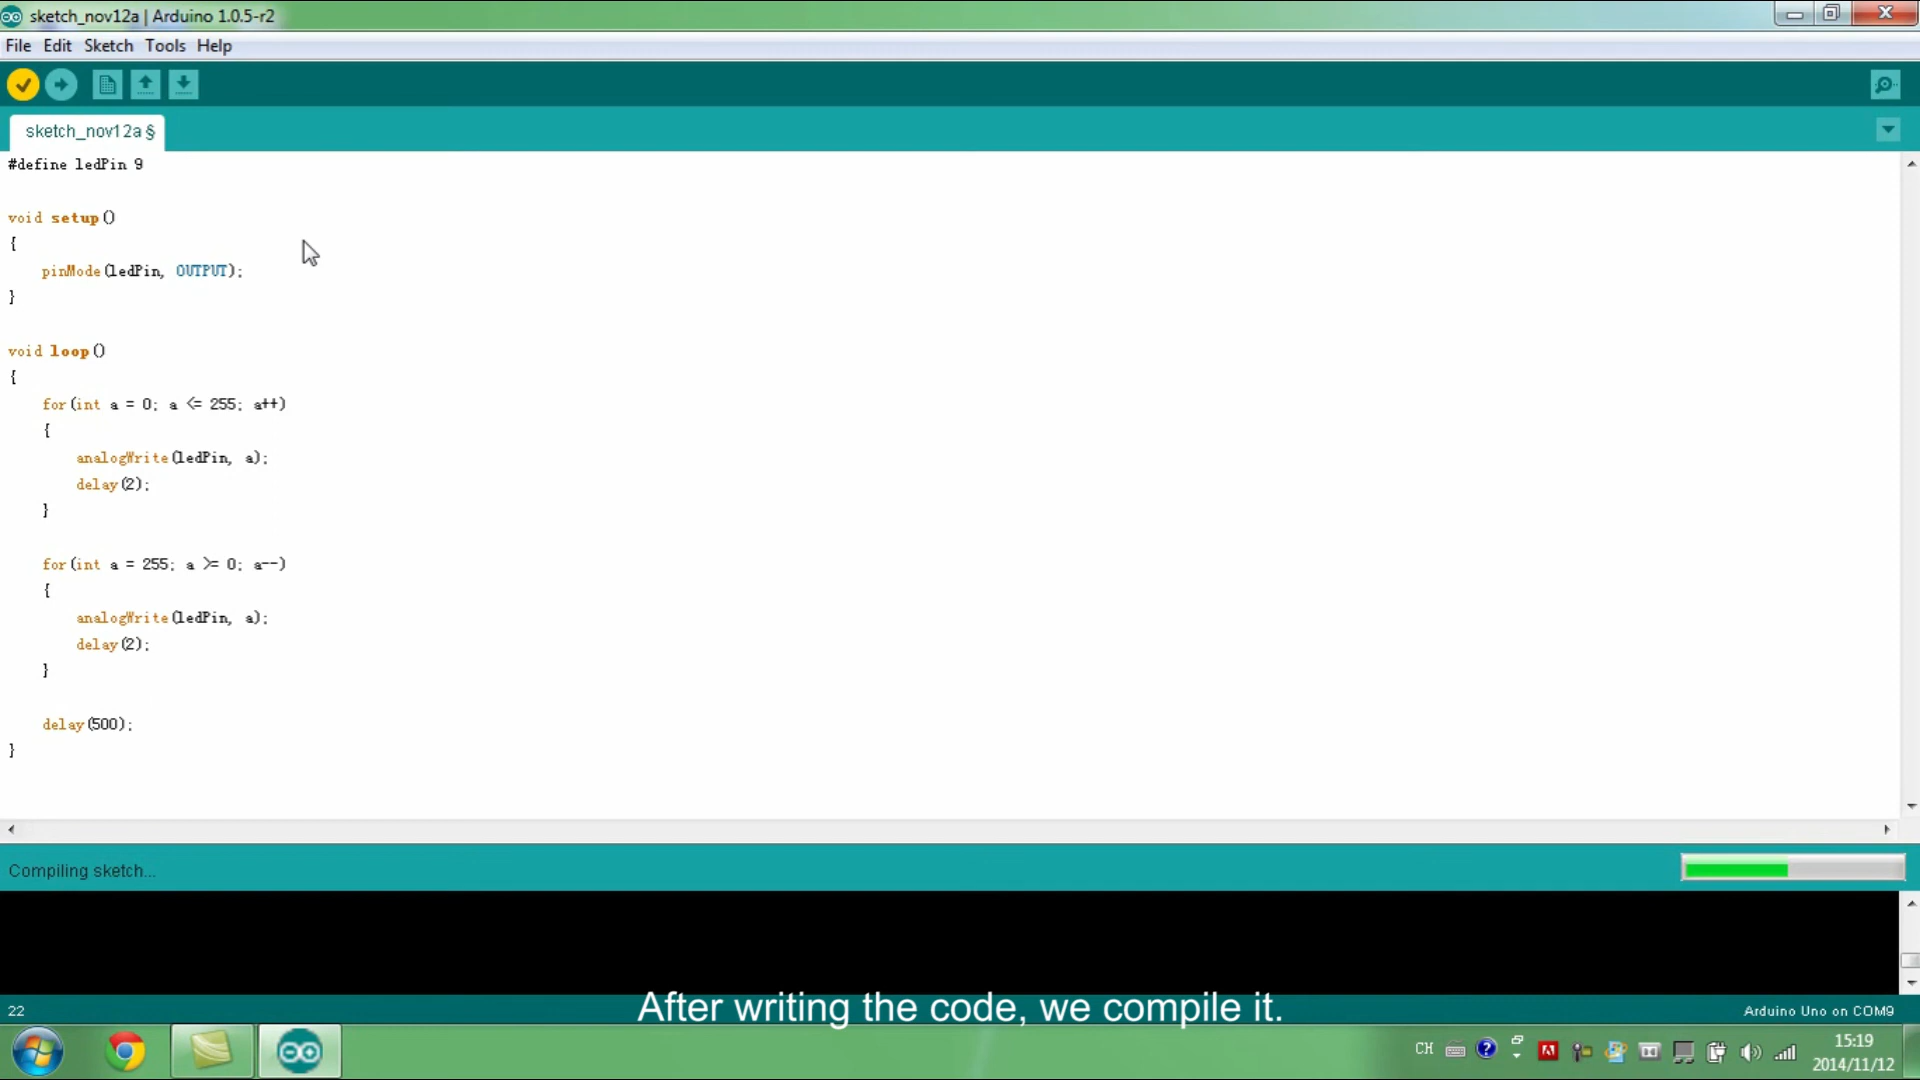 sketch_nov12a | Arduino 1.0.5-r2
File Edit Sketch Tools Help
sketch_nov12a §
#define ledPin 9
void setup()
{
pinMode(ledPin, OUTPUT);
}
void loop()
{
for(int a = 0; a <= 255; a++)
{
analogWrite(ledPin, a);
delay(2);
}
for(int a = 255; a >= 0; a--)
{
analogWrite(ledPin, a);
delay(2);
}
delay(500);
}
Compiling sketch...
After writing the code, we compile it.
22
Arduino Uno on COM9
CH
15:19
2014/11/12